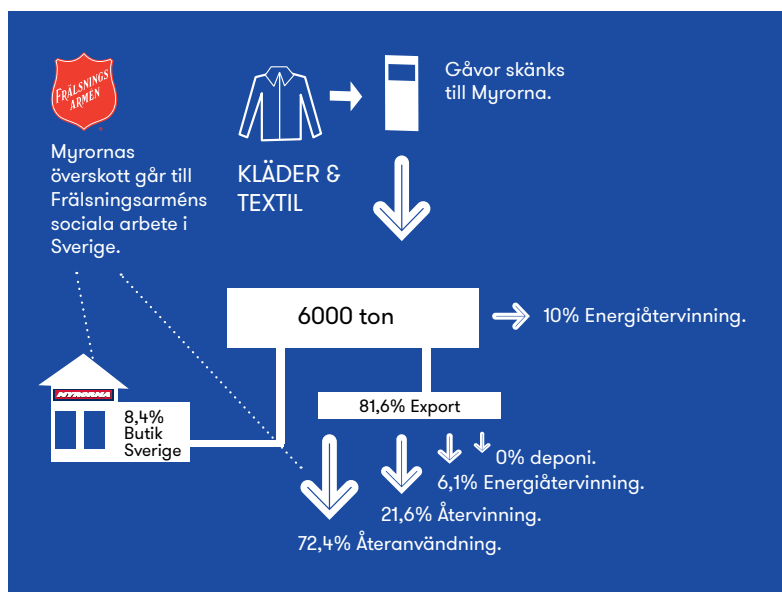 FRÄLSNINGS
ARMÉN
Gåvor skänks
till Myrorna.
Myrornas
överskott går till
Frälsningsarméns
sociala arbete i
Sverige.
KLÄDER &
TEXTIL
6000 ton
10% Energiåtervinning.
MYRORNA
8,4%
Butik
Sverige
81,6% Export
0% deponi.
6,1% Energiåtervinning.
21,6% Återvinning.
72,4% Återanvändning.